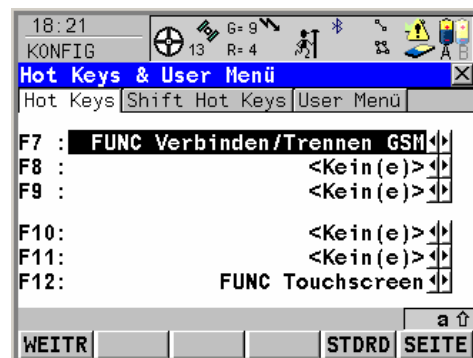 18:21
KONFIG
13
G= 9
R= 4
A B
Hot Keys & User Menü
Hot Keys Shift Hot Keys User Menü
F7 : FUNC Verbinden/Trennen GSM
F8 : <Kein(e)>
F9 : <Kein(e)>
F10: <Kein(e)>
F11: <Kein(e)>
F12: FUNC Touchscreen
a
WEITR STDRD SEITE